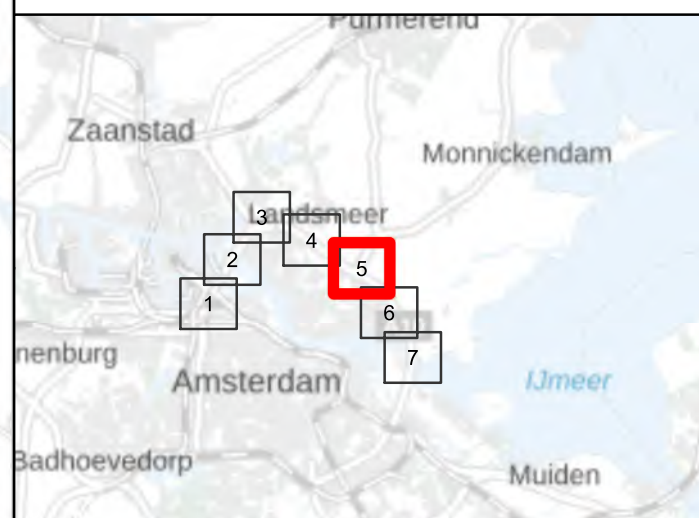 Purmerend
Zaanstad
Monnickendam
3
Landsmeer
4
2
5
1
6
7
nenburg
Amsterdam
IJmeer
Badhoevedorp
Muiden